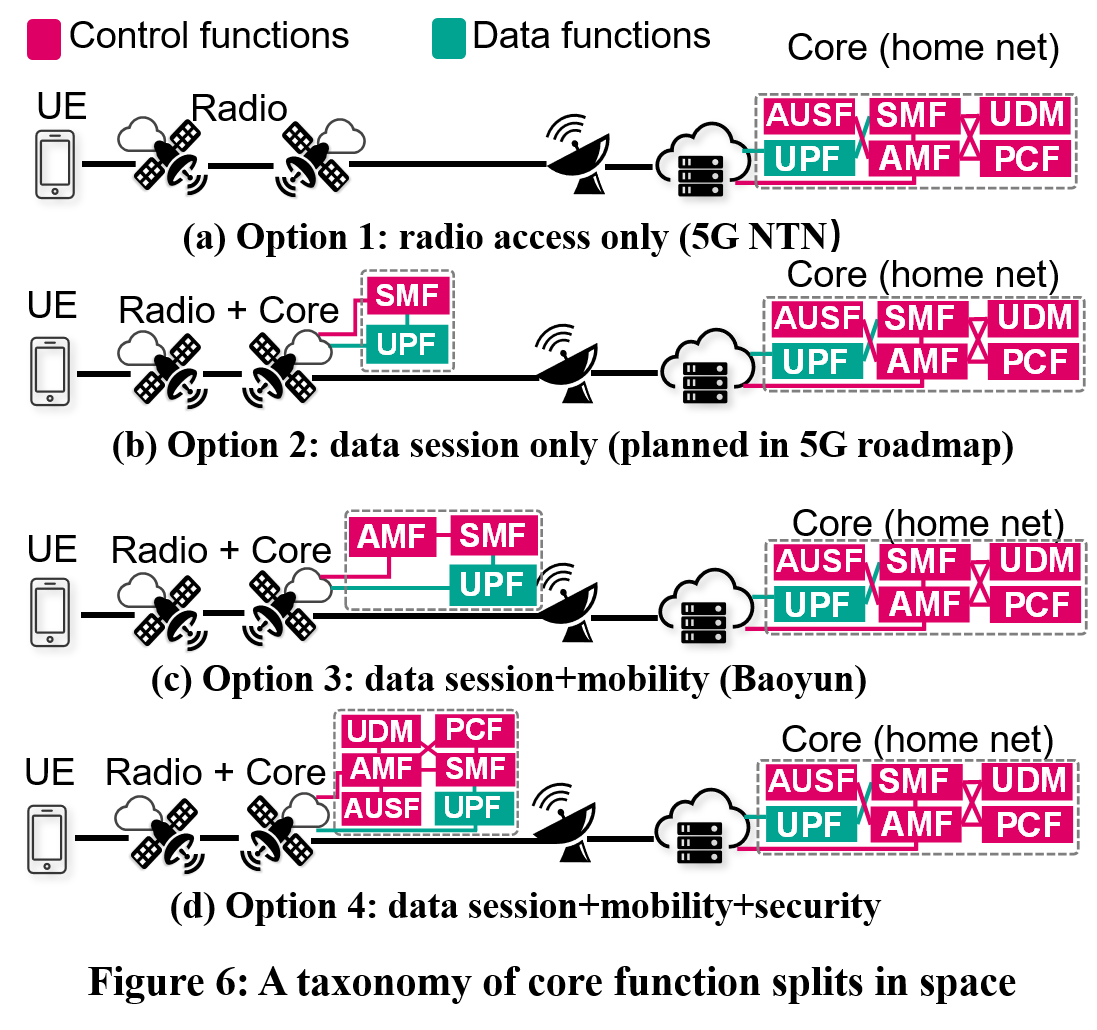 Control functions
Data functions
Core (home net)
UE
Radio
AUSF SMF UDM
UPF AMF PCF
(a) Option 1: radio access only (5G NTN)
Core (home net)
UE
Radio + Core
SMF
UPF
AUSF SMF UDM
UPF AMF PCF
(b) Option 2: data session only (planned in 5G roadmap)
Core (home net)
UE
Radio + Core
AMF SMF
UPF
AUSF SMF UDM
UPF AMF PCF
(c) Option 3: data session+mobility (Baoyun)
Core (home net)
UE
Radio + Core
UDM PCF
AMF SMF
AUSF UPF
AUSF SMF UDM
UPF AMF PCF
(d) Option 4: data session+mobility+security
Figure 6: A taxonomy of core function splits in space